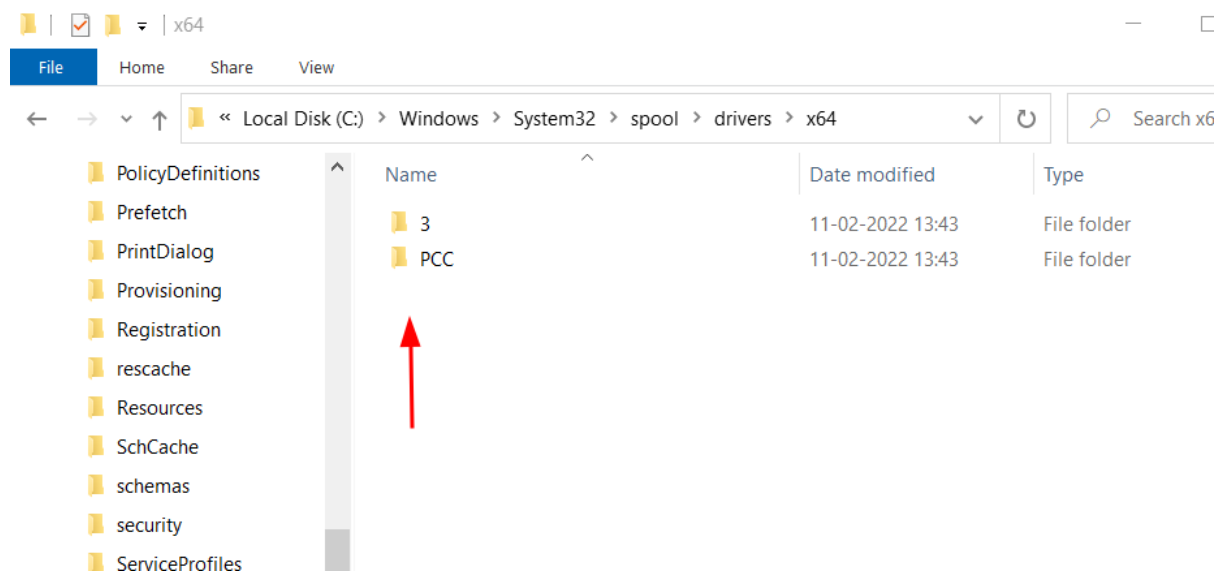 x64
File Home Share View
« Local Disk (C:) > Windows > System32 > spool > drivers > x64 Search x6
PolicyDefinitions
Prefetch
PrintDialog
Provisioning
Registration
rescache
Resources
SchCache
schemas
security
ServiceProfiles
Name Date modified Type
3 11-02-2022 13:43 File folder
PCC 11-02-2022 13:43 File folder